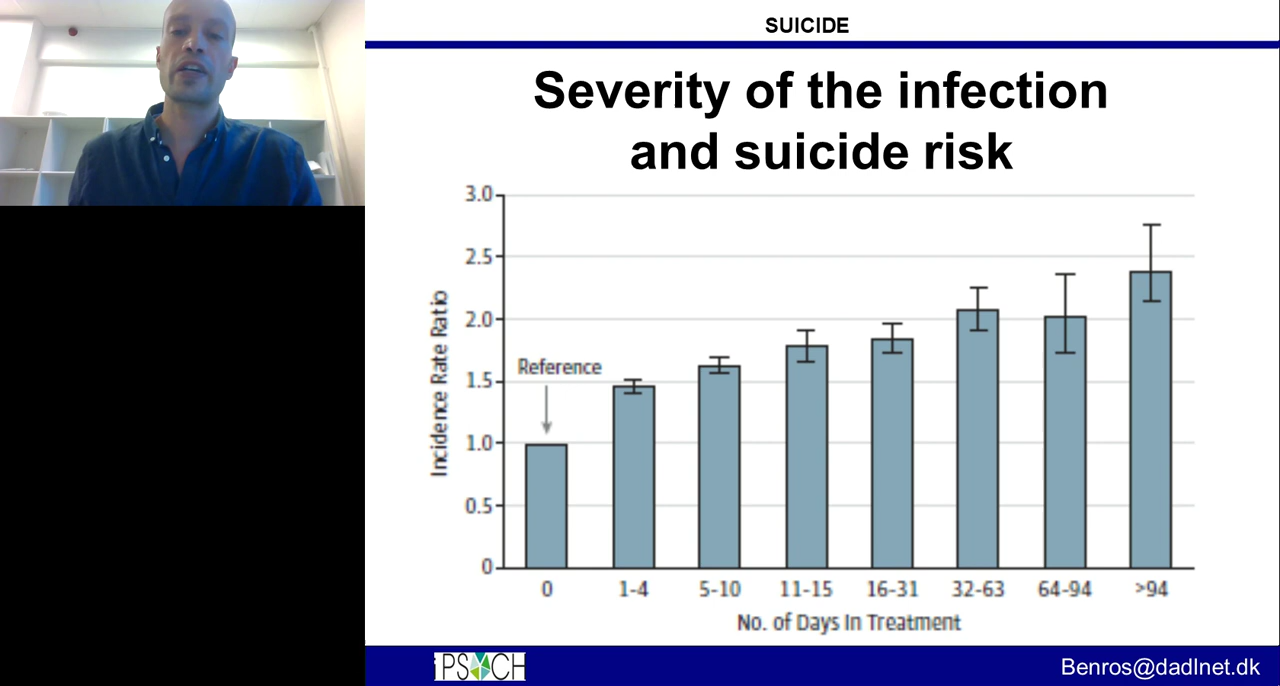 SUICIDE
Severity of the infection
and suicide risk
3.0
2.5
2.0
1.5
1.0
0.5
0
Incidence Rate Ratio
Reference
0 1-4 5-10 11-15 16-31 32-63 64-94 >94
No. of Days In Treatment
iPSYCH
Benros@dadlnet.dk